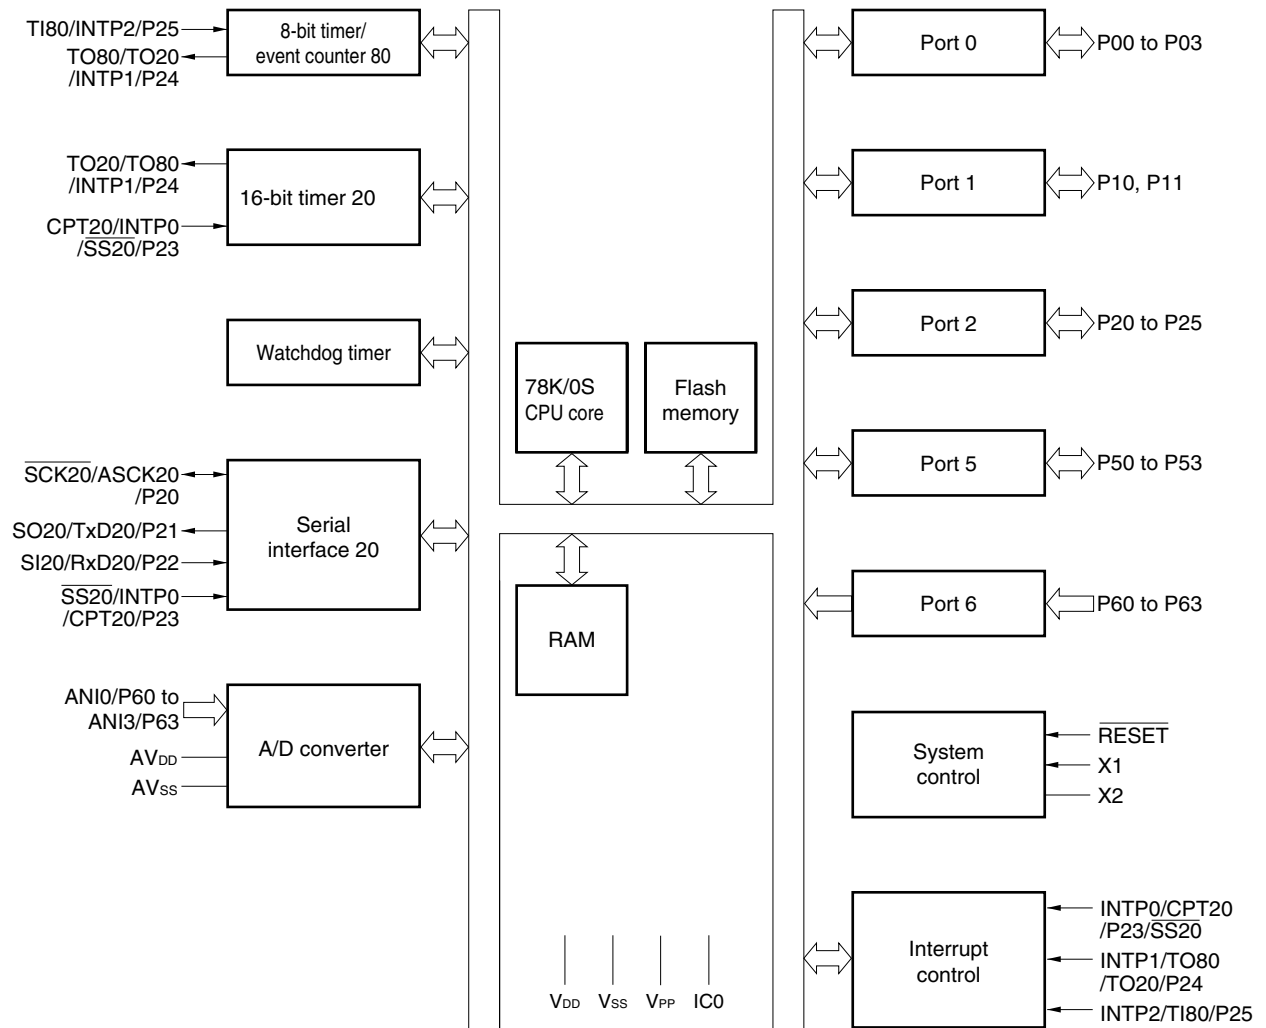 TI80/INTP2/P25
TO80/TO20
/INTP1/P24
8-bit timer/
event counter 80
TO20/TO80
/INTP1/P24
CPT20/INTP0
/SS20/P23
16-bit timer 20
Watchdog timer
SCK20/ASCK20
/P20
SO20/TxD20/P21
SI20/RxD20/P22
SS20/INTP0
/CPT20/P23
Serial
interface 20
ANI0/P60 to
ANI3/P63
AVDD
AVSS
A/D converter
78K/0S
CPU core
Flash
memory
RAM
VDD
VSS
VPP
IC0
Port 0
P00 to P03
Port 1
P10, P11
Port 2
P20 to P25
Port 5
P50 to P53
Port 6
P60 to P63
System
control
RESET
X1
X2
Interrupt
control
INTP0/CPT20
/P23/SS20
INTP1/TO80
/TO20/P24
INTP2/TI80/P25